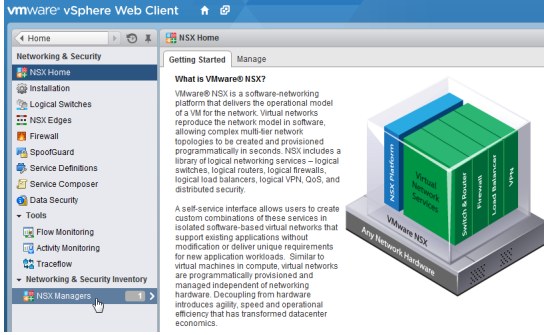 vmware® vSphere Web Client
Home
NSX Home
Networking & Security
Getting Started Manage
NSX Home
Installation
Logical Switches
NSX Edges
Firewall
SpoofGuard
Service Definitions
Service Composer
Data Security
Tools
Flow Monitoring
Activity Monitoring
Traceflow
Networking & Security Inventory
NSX Managers 1
What is VMware® NSX?
VMware® NSX is a software-networking
platform that delivers the operational model
of a VM for the network. Virtual networks
reproduce the network model in software,
allowing complex multi-tier network
topologies to be created and provisioned
programmatically in seconds. NSX includes a
library of logical networking services – logical
switches, logical routers, logical firewalls,
logical load balancers, logical VPN, QoS, and
distributed security.
A self-service interface allows users to create
custom combinations of these services in
isolated software-based virtual networks that
support existing applications without
modification or deliver unique requirements
for new application workloads. Similar to
virtual machines in compute, virtual networks
are programmatically provisioned and
managed independent of networking
hardware. Decoupling from hardware
introduces agility, speed and operational
efficiency that has transformed datacenter
economics.
NSX Platform
Virtual
Network
Services
Switch & Router
Firewall
Load Balancer
VPN
VMware NSX
Any Network Hardware